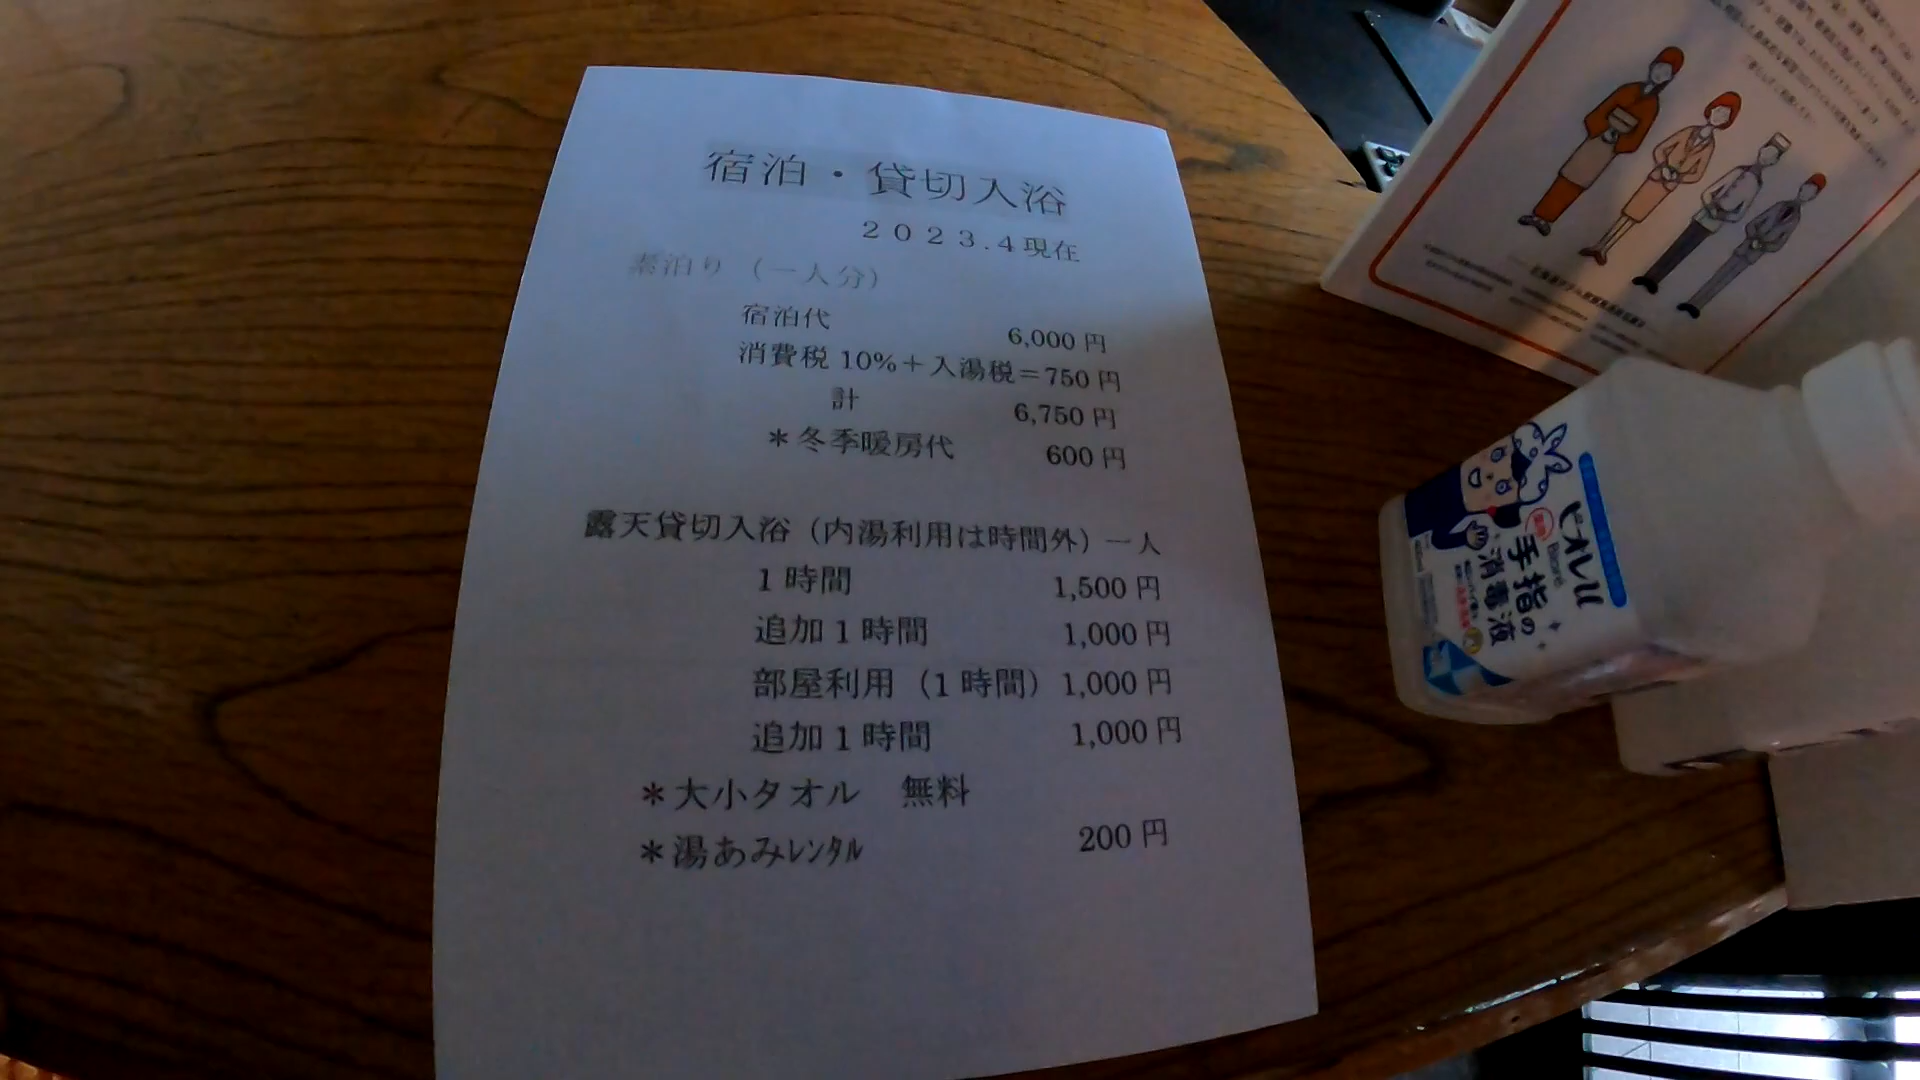 宿泊・貸切入浴
２０２３.４現在
素泊り（一人分）
宿泊代 6,000 円
消費税 10%＋入湯税＝750 円
計 6,750 円
＊冬季暖房代 600 円
露天貸切入浴（内湯利用は時間外）一人
1 時間 1,500 円
追加 1 時間 1,000 円
部屋利用（1 時間） 1,000 円
追加 1 時間 1,000 円
＊大小タオル 無料
＊湯あみﾚﾝﾀﾙ 200 円
ビオレu
Bioré
手指の
消毒液